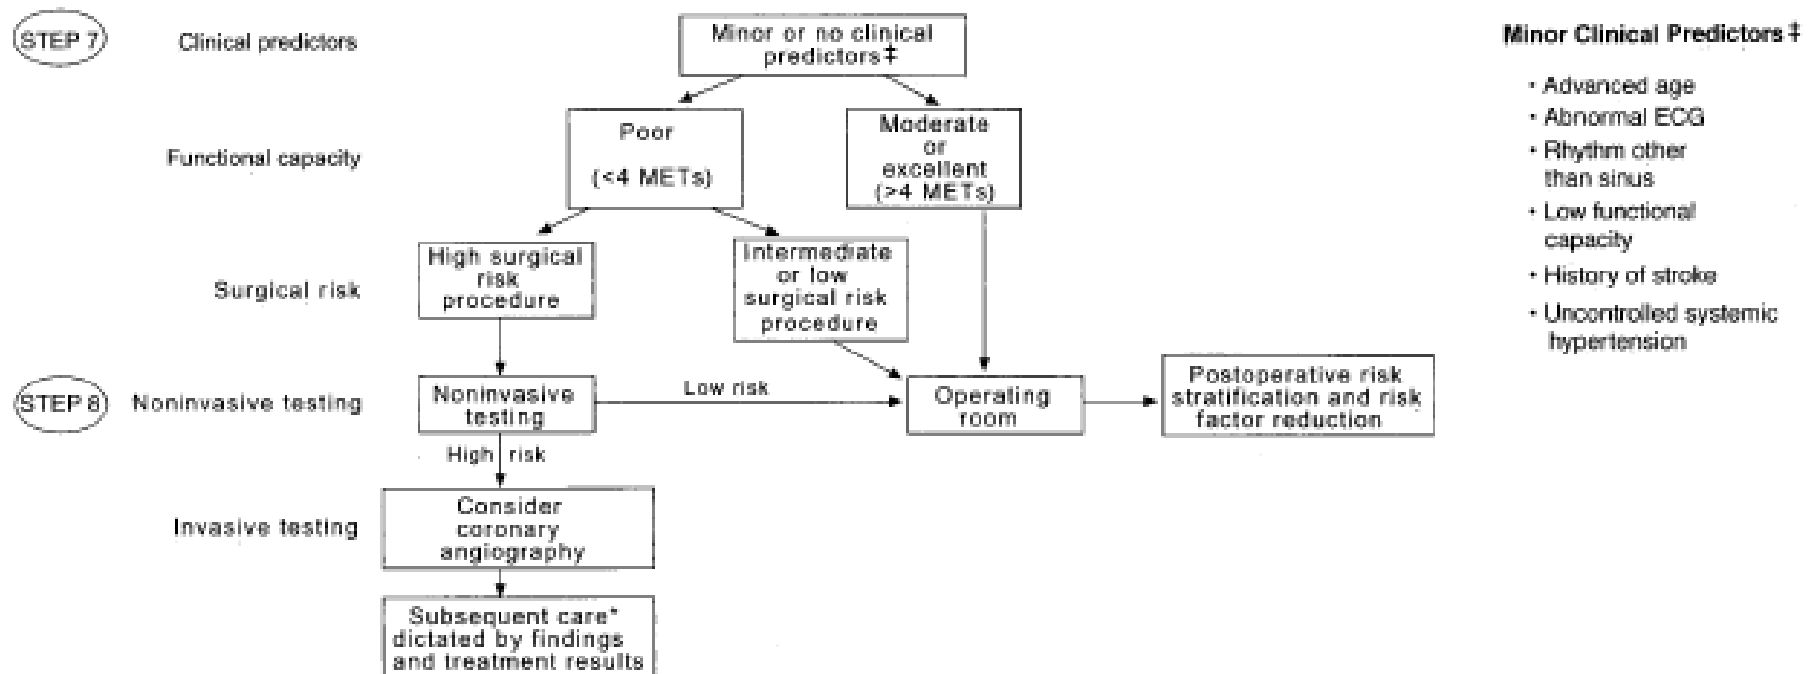 STEP 7
Clinical predictors
Minor or no clinical
predictors‡
Minor Clinical Predictors‡
• Advanced age
• Abnormal ECG
• Rhythm other
than sinus
• Low functional
capacity
• History of stroke
• Uncontrolled systemic
hypertension
Functional capacity
Poor
(<4 METs)
Moderate
or
excellent
(>4 METs)
Surgical risk
High surgical
risk
procedure
Intermediate
or low
surgical risk
procedure
STEP 8
Noninvasive testing
Noninvasive
testing
Low risk
Operating
room
Postoperative risk
stratification and risk
factor reduction
High risk
Invasive testing
Consider
coronary
angiography
Subsequent care*
dictated by findings
and treatment results